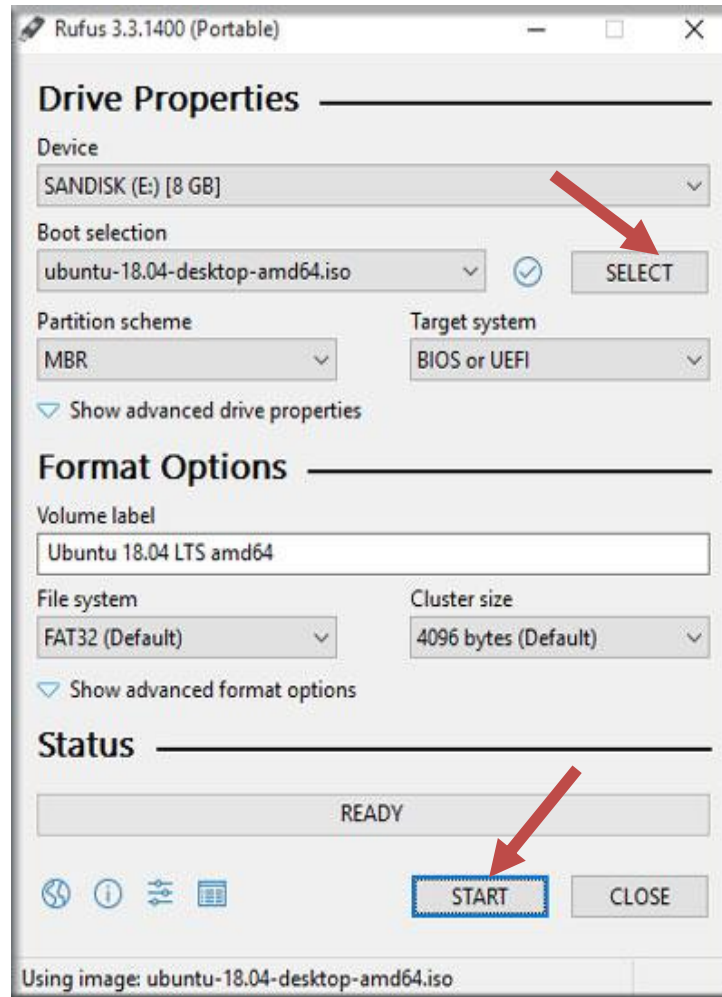 Rufus 3.3.1400 (Portable)
Drive Properties
Device
SANDISK (E:) [8 GB]
Boot selection
ubuntu-18.04-desktop-amd64.iso SELECT
Partition scheme Target system
MBR BIOS or UEFI
Show advanced drive properties
Format Options
Volume label
Ubuntu 18.04 LTS amd64
File system Cluster size
FAT32 (Default) 4096 bytes (Default)
Show advanced format options
Status
READY
START CLOSE
Using image: ubuntu-18.04-desktop-amd64.iso